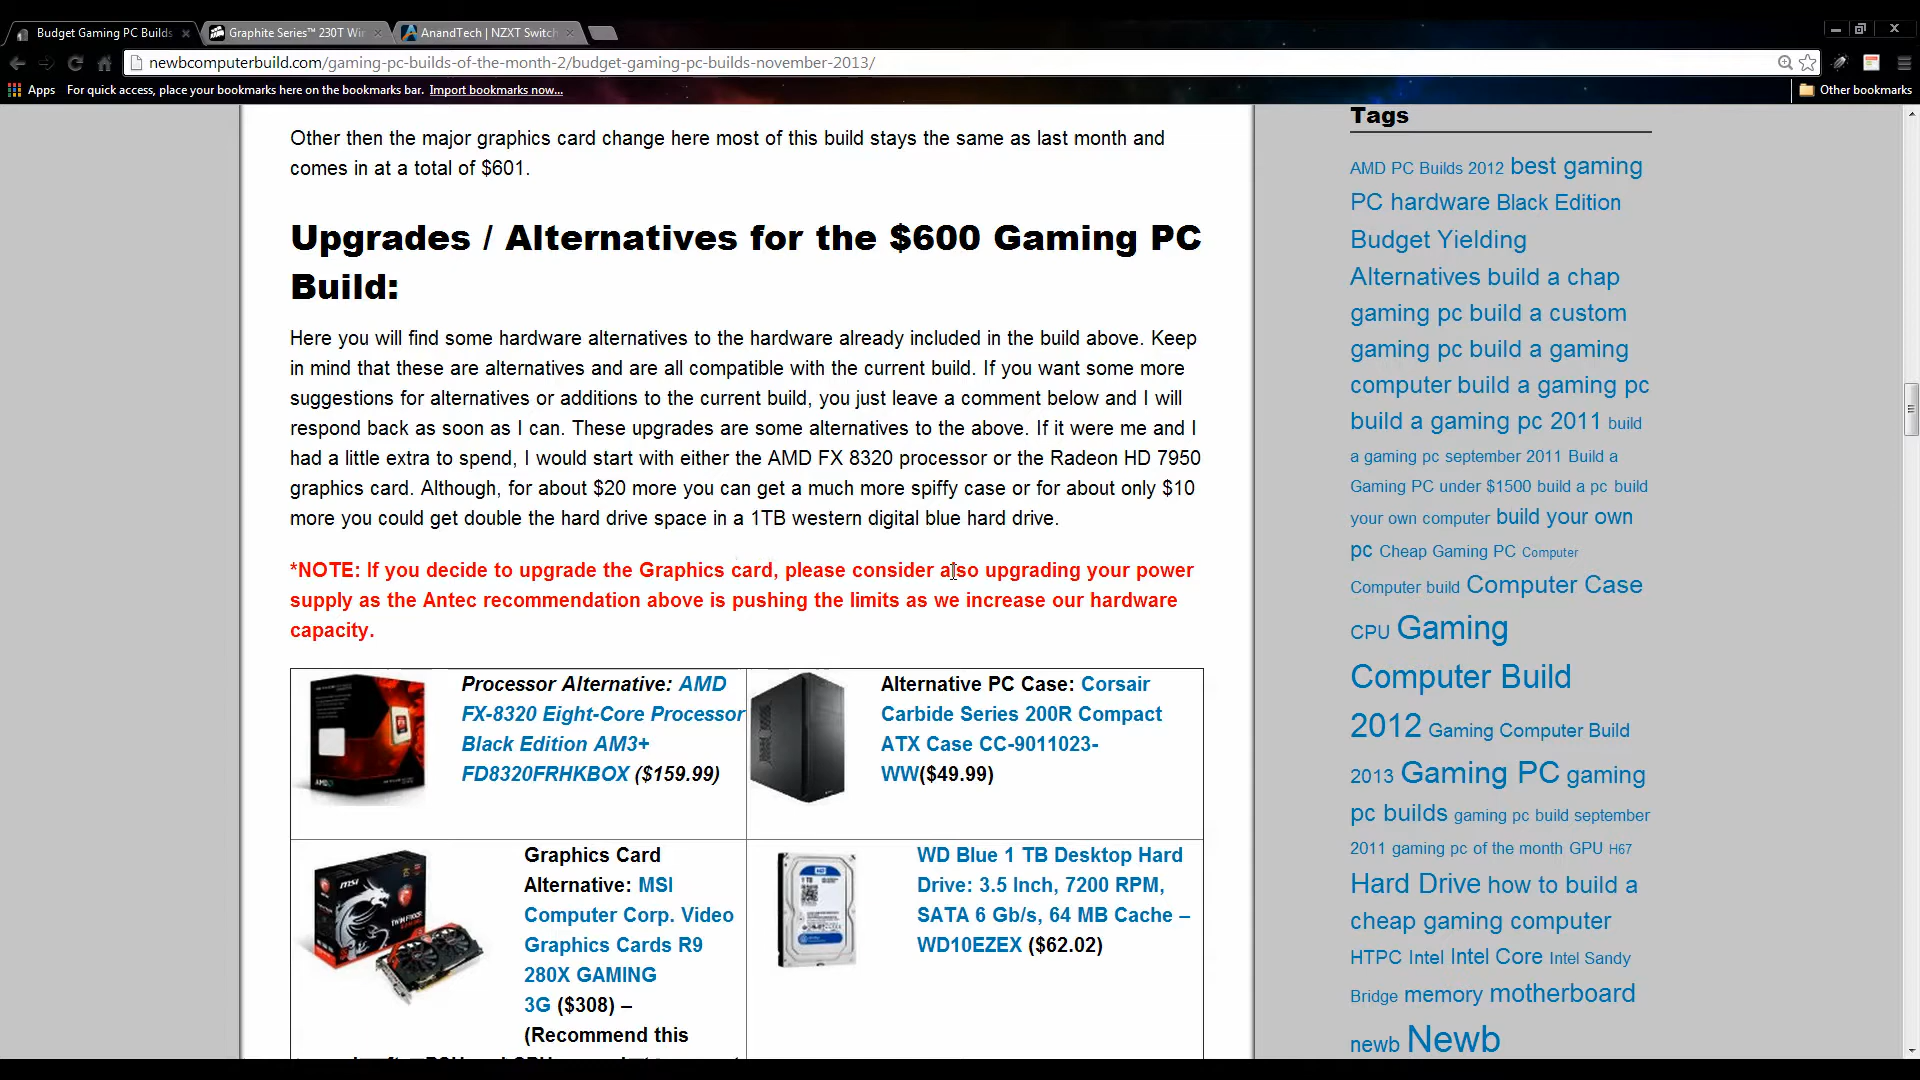 Budget Gaming PC Builds
Graphite Series™ 230T Win
AnandTech | NZXT Switch
newbcomputerbuild.com/gaming-pc-builds-of-the-month-2/budget-gaming-pc-builds-november-2013/
Apps
For quick access, place your bookmarks here on the bookmarks bar. Import bookmarks now...
Other bookmarks
Other then the major graphics card change here most of this build stays the same as last month and
comes in at a total of $601.
Upgrades / Alternatives for the $600 Gaming PC
Build:
Here you will find some hardware alternatives to the hardware already included in the build above. Keep
in mind that these are alternatives and are all compatible with the current build. If you want some more
suggestions for alternatives or additions to the current build, you just leave a comment below and I will
respond back as soon as I can. These upgrades are some alternatives to the above. If it were me and I
had a little extra to spend, I would start with either the AMD FX 8320 processor or the Radeon HD 7950
graphics card. Although, for about $20 more you can get a much more spiffy case or for about only $10
more you could get double the hard drive space in a 1TB western digital blue hard drive.
*NOTE: If you decide to upgrade the Graphics card, please consider also upgrading your power
supply as the Antec recommendation above is pushing the limits as we increase our hardware
capacity.
Processor Alternative: AMD
FX-8320 Eight-Core Processor
Black Edition AM3+
FD8320FRHKBOX ($159.99)
Alternative PC Case: Corsair
Carbide Series 200R Compact
ATX Case CC-9011023-
WW($49.99)
Graphics Card
Alternative: MSI
Computer Corp. Video
Graphics Cards R9
280X GAMING
3G ($308) –
(Recommend this
WD Blue 1 TB Desktop Hard
Drive: 3.5 Inch, 7200 RPM,
SATA 6 Gb/s, 64 MB Cache –
WD10EZEX ($62.02)
Tags
AMD PC Builds 2012 best gaming
PC hardware Black Edition
Budget Yielding
Alternatives build a chap
gaming pc build a custom
gaming pc build a gaming
computer build a gaming pc
build a gaming pc 2011 build
a gaming pc september 2011 Build a
Gaming PC under $1500 build a pc build
your own computer build your own
pc Cheap Gaming PC Computer
Computer build Computer Case
CPU Gaming
Computer Build
2012 Gaming Computer Build
2013 Gaming PC gaming
pc builds gaming pc build september
2011 gaming pc of the month GPU H67
Hard Drive how to build a
cheap gaming computer
HTPC Intel Intel Core Intel Sandy
Bridge memory motherboard
newb Newb